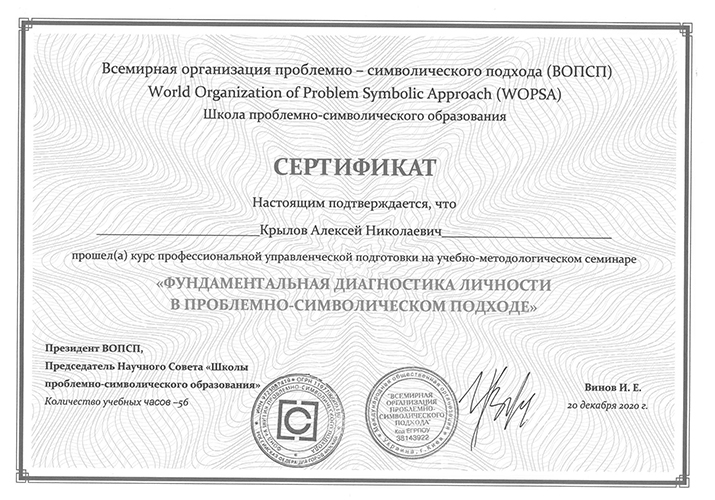 Всемирная организация проблемно – символического подхода (ВОПСП)
World Organization of Problem Symbolic Approach (WOPSA)
Школа проблемно-символического образования
СЕРТИФИКАТ
Настоящим подтверждается, что
Крылов Алексей Николаевич
прошел(а) курс профессиональной управленческой подготовки на учебно-методологическом семинаре
«ФУНДАМЕНТАЛЬНАЯ ДИАГНОСТИКА ЛИЧНОСТИ
В ПРОБЛЕМНО-СИМВОЛИЧЕСКОМ ПОДХОДЕ»
Президент ВОПСП,
Председатель Научного Совета «Школы
проблемно-символического образования»
Количество учебных часов –56
Международная общественная организация
"ВСЕМИРНАЯ
ОРГАНИЗАЦИЯ
ПРОБЛЕМНО-
СИМВОЛИЧЕСКОГО
ПОДХОДА"
Код ЕГРПОУ
38143922
Украина, г. Киев
Винов И. Е.
20 декабря 2020 г.